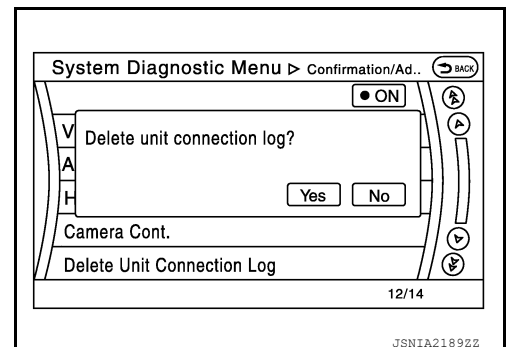 System Diagnostic Menu ▷ Confirmation/Ad.. BACK
● ON
V
Delete unit connection log?
A
H
Yes No
Camera Cont.
Delete Unit Connection Log
12/14
JSNIA2189ZZ